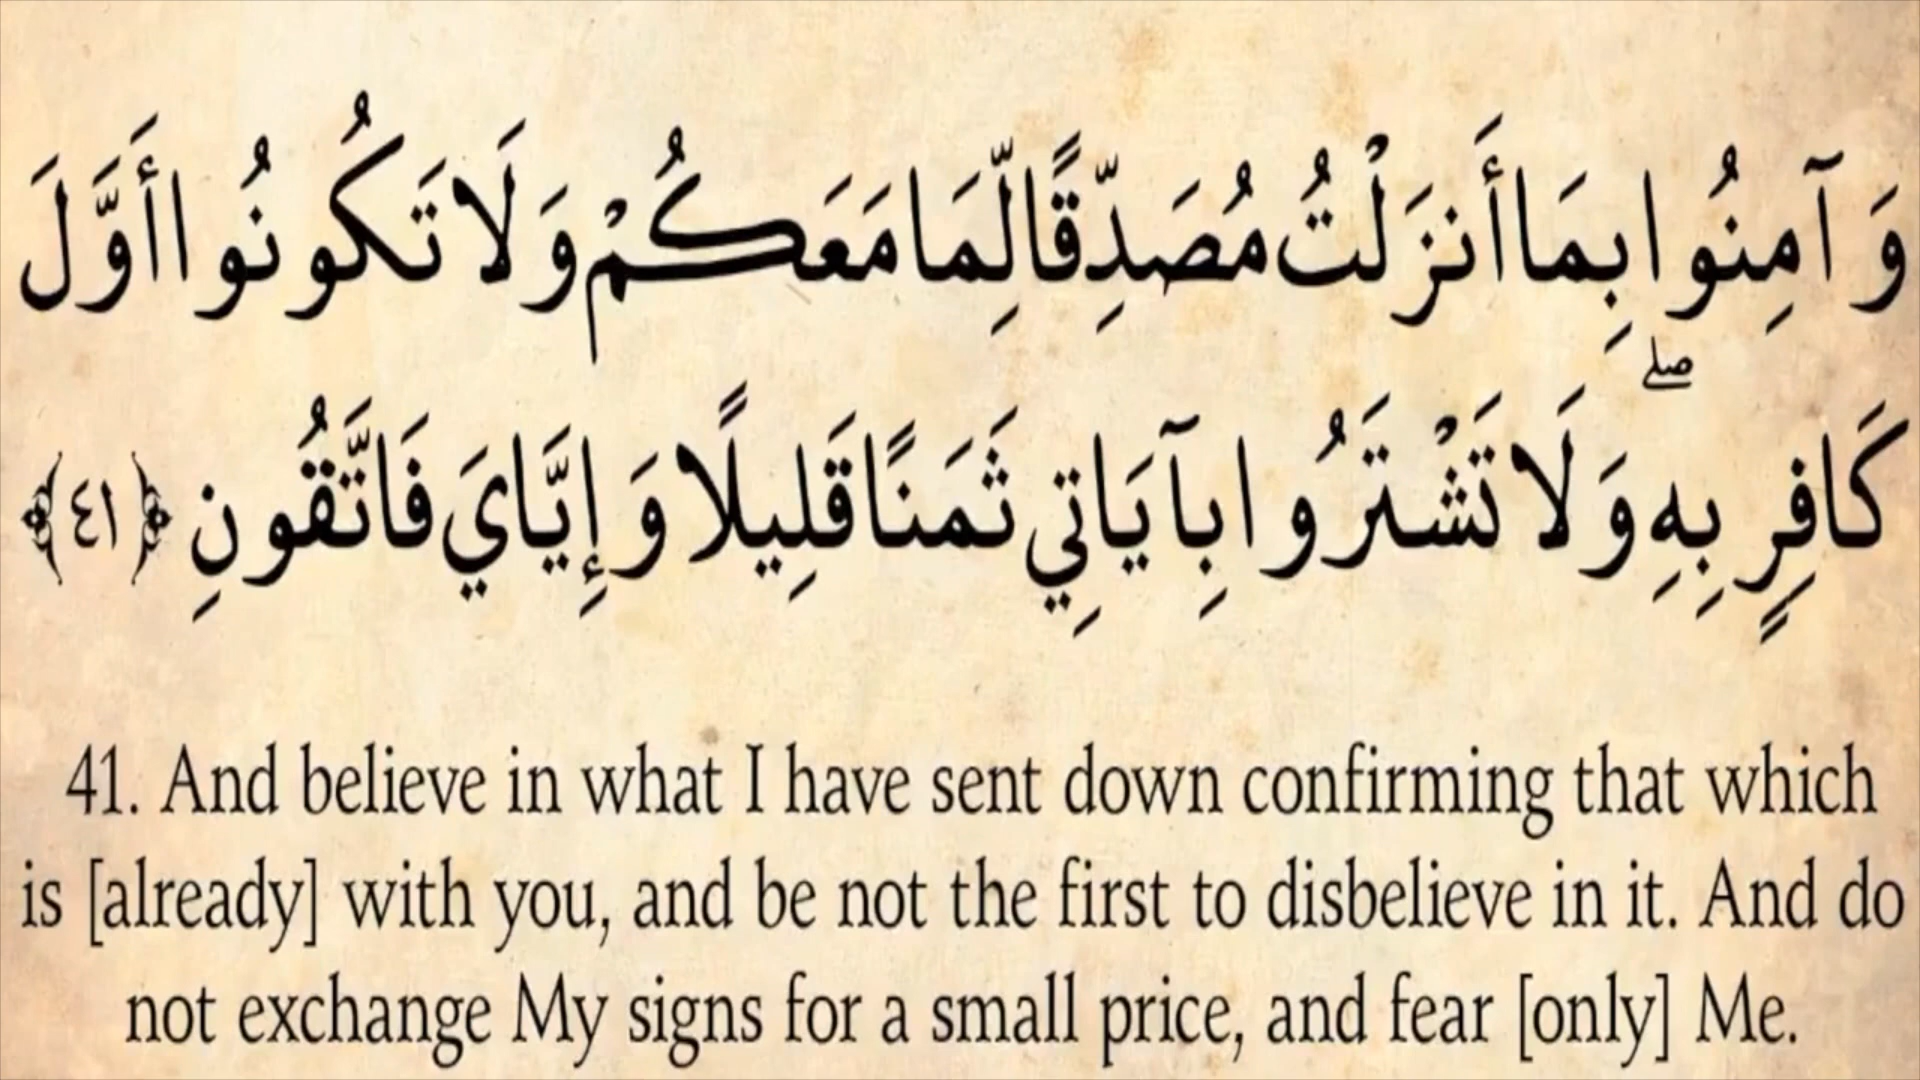 وَآمِنُوا بِمَا أَنزَلْتُ مُصَدِّقًا لِّمَا مَعَكُمْ وَلَا تَكُونُوا أَوَّلَ
كَافِرٍ بِهِ ۖ وَلَا تَشْتَرُوا بِآيَاتِي ثَمَنًا قَلِيلًا وَإِيَّايَ فَاتَّقُونِ ﴿٤١﴾
41. And believe in what I have sent down confirming that which
is [already] with you, and be not the first to disbelieve in it. And do
not exchange My signs for a small price, and fear [only] Me.